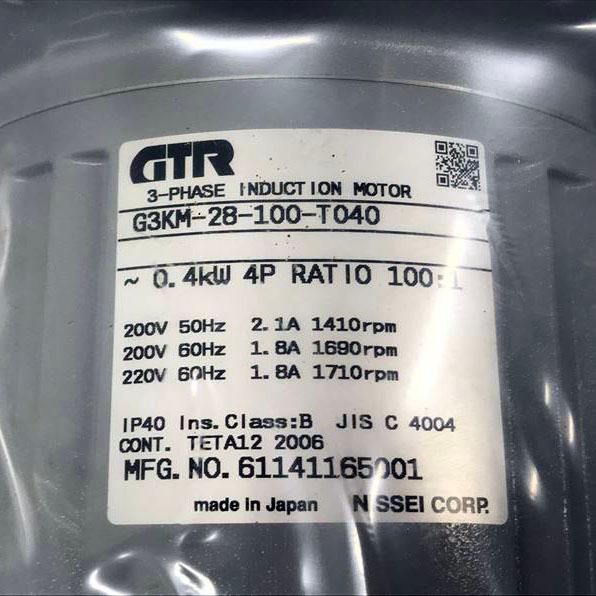 GTR
3-PHASE INDUCTION MOTOR
G3KM-28-100-T040
~ 0.4kW 4P RATIO 100:1
200V 50Hz 2.1A 1410rpm
200V 60Hz 1.8A 1690rpm
220V 60Hz 1.8A 1710rpm
IP40 Ins.Class:B JIS C 4004
CONT. TETA12 2006
MFG. NO. 61141165001
made in Japan NISSEI CORP.